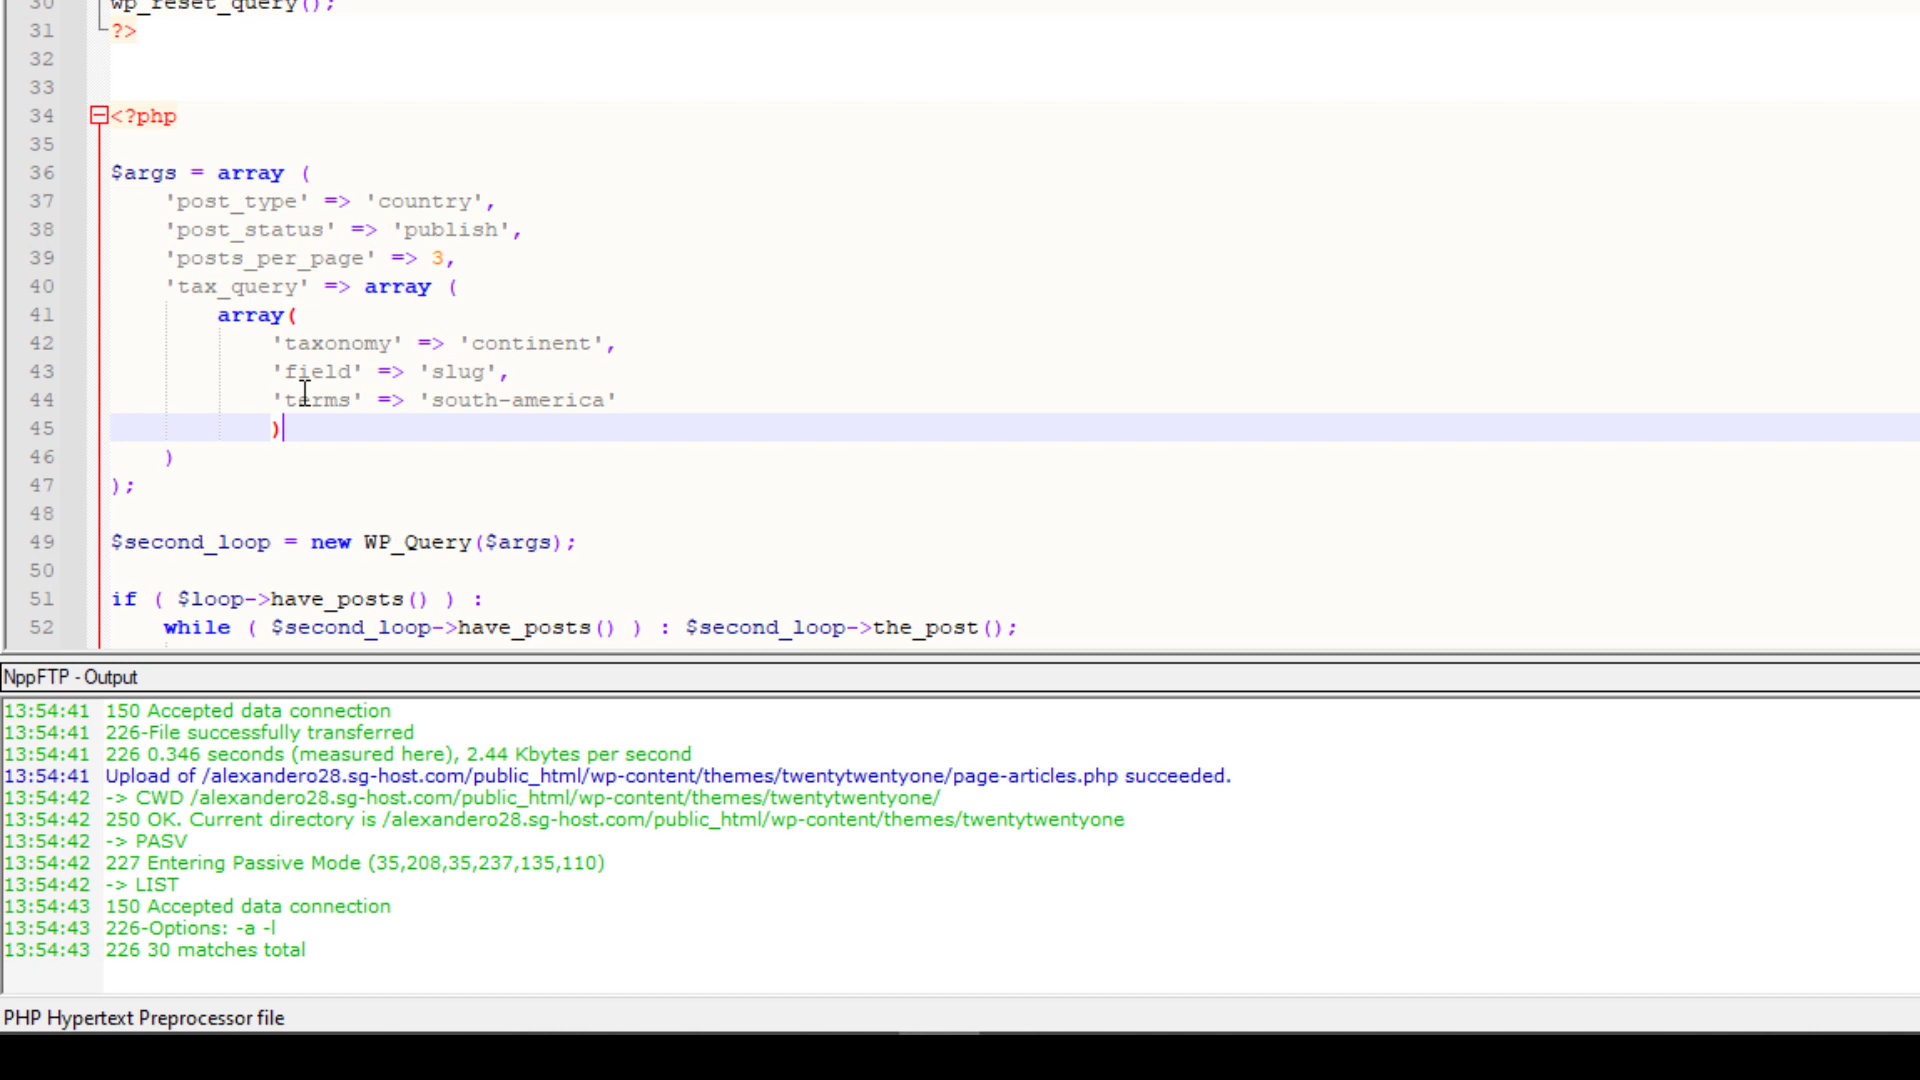 30 wp_reset_query();
31 ?>
32
33
34 <?php
35
36 $args = array (
37 'post_type' => 'country',
38 'post_status' => 'publish',
39 'posts_per_page' => 3,
40 'tax_query' => array (
41 array(
42 'taxonomy' => 'continent',
43 'field' => 'slug',
44 'terms' => 'south-america'
45 )
46 )
47 );
48
49 $second_loop = new WP_Query($args);
50
51 if ( $loop->have_posts() ) :
52 while ( $second_loop->have_posts() ) : $second_loop->the_post();
NppFTP - Output
13:54:41 150 Accepted data connection
13:54:41 226-File successfully transferred
13:54:41 226 0.346 seconds (measured here), 2.44 Kbytes per second
13:54:41 Upload of /alexandero28.sg-host.com/public_html/wp-content/themes/twentytwentyone/page-articles.php succeeded.
13:54:42 -> CWD /alexandero28.sg-host.com/public_html/wp-content/themes/twentytwentyone/
13:54:42 250 OK. Current directory is /alexandero28.sg-host.com/public_html/wp-content/themes/twentytwentyone
13:54:42 -> PASV
13:54:42 227 Entering Passive Mode (35,208,35,237,135,110)
13:54:42 -> LIST
13:54:43 150 Accepted data connection
13:54:43 226-Options: -a -l
13:54:43 226 30 matches total
PHP Hypertext Preprocessor file